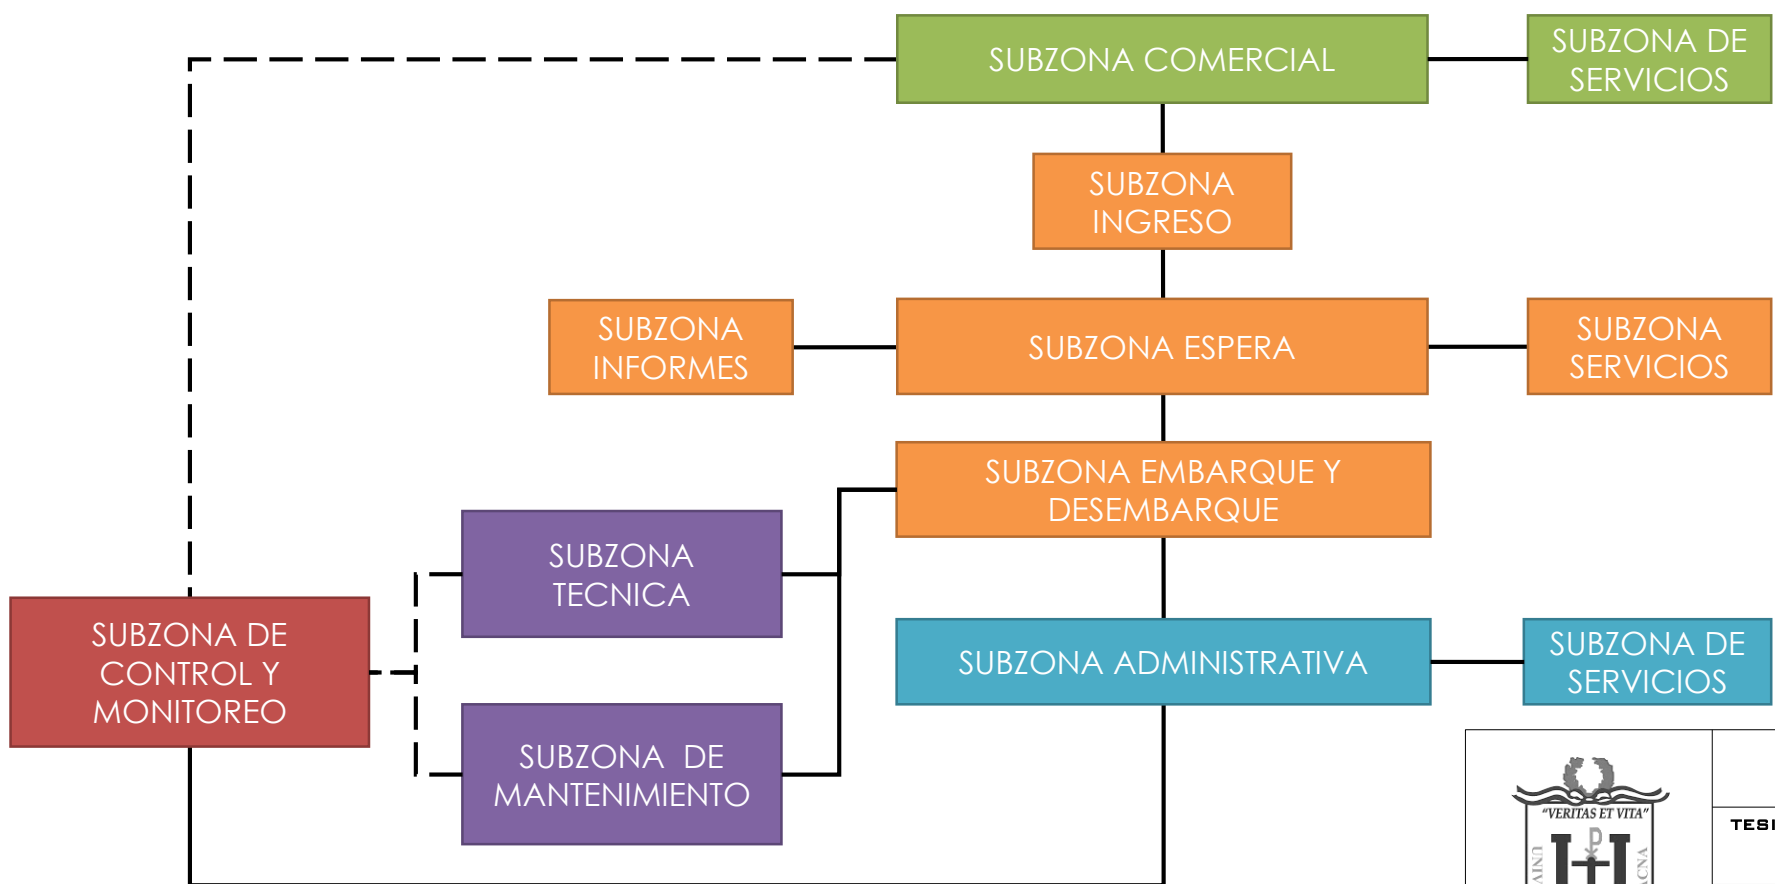 SUBZONA COMERCIAL
SUBZONA DE
SERVICIOS
SUBZONA
INGRESO
SUBZONA
INFORMES
SUBZONA ESPERA
SUBZONA
SERVICIOS
SUBZONA EMBARQUE Y
DESEMBARQUE
SUBZONA
TECNICA
SUBZONA DE
CONTROL Y
MONITOREO
SUBZONA ADMINISTRATIVA
SUBZONA DE
SERVICIOS
SUBZONA DE
MANTENIMIENTO
"VERITAS ET VITA"